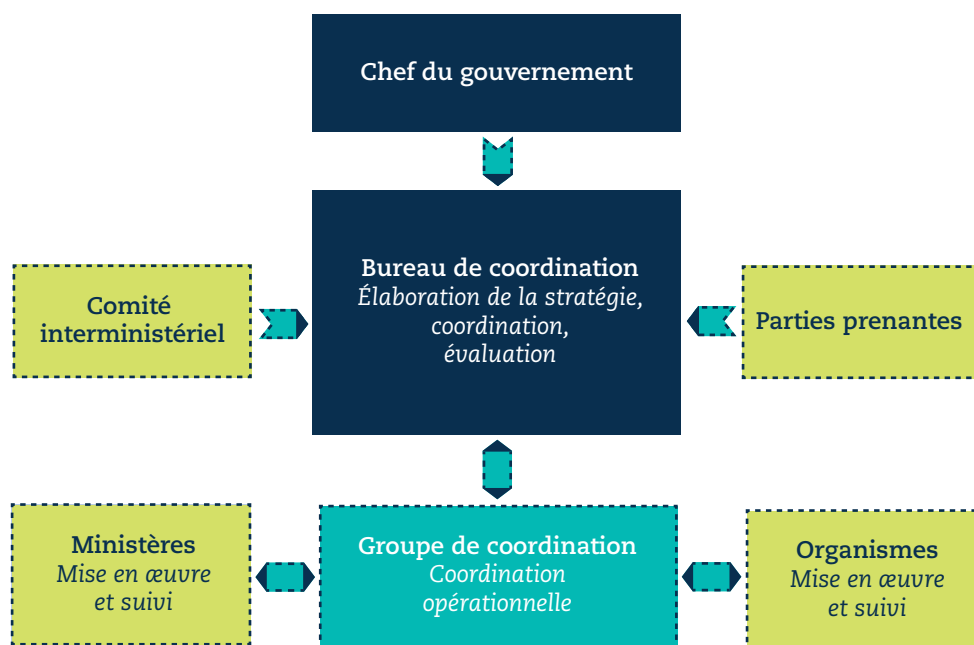 Chef du gouvernement
Bureau de coordination
Élaboration de la stratégie,
coordination,
évaluation
Comité
interministériel
Parties prenantes
Ministères
Mise en œuvre
et suivi
Groupe de coordination
Coordination
opérationnelle
Organismes
Mise en œuvre
et suivi